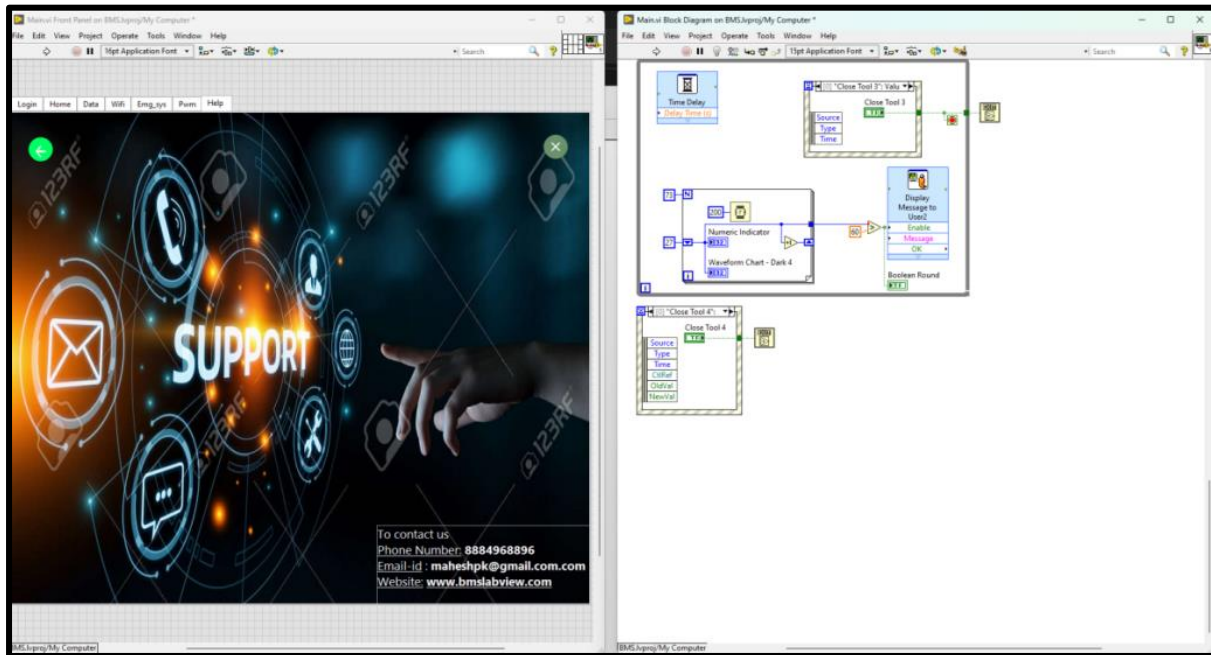 Main.vi Front Panel on BMS.lvproj/My Computer *
File Edit View Project Operate Tools Window Help
16pt Application Font
Search
Login Home Data Wifi Emg_sys Pwm Help
SUPPORT
123RF
123RF
123RF
123RF
To contact us
Phone Number: 8884968896
Email-id : maheshpk@gmail.com.com
Website: www.bmslabview.com
BMS.lvproj/My Computer
Main.vi Block Diagram on BMS.lvproj/My Computer *
File Edit View Project Operate Tools Window Help
15pt Application Font
Search
Time Delay
Delay Time (s)
"Close Tool 3": Valu
Close Tool 3
TF
Source
Type
Time
N
200
Numeric Indicator
Waveform Chart - Dark 4
i
60
Display
Message to
User2
Enable
Message
OK
Boolean Round
TF
i
"Close Tool 4":
Close Tool 4
TF
Source
Type
Time
CtlRef
OldVal
NewVal
BMS.lvproj/My Computer